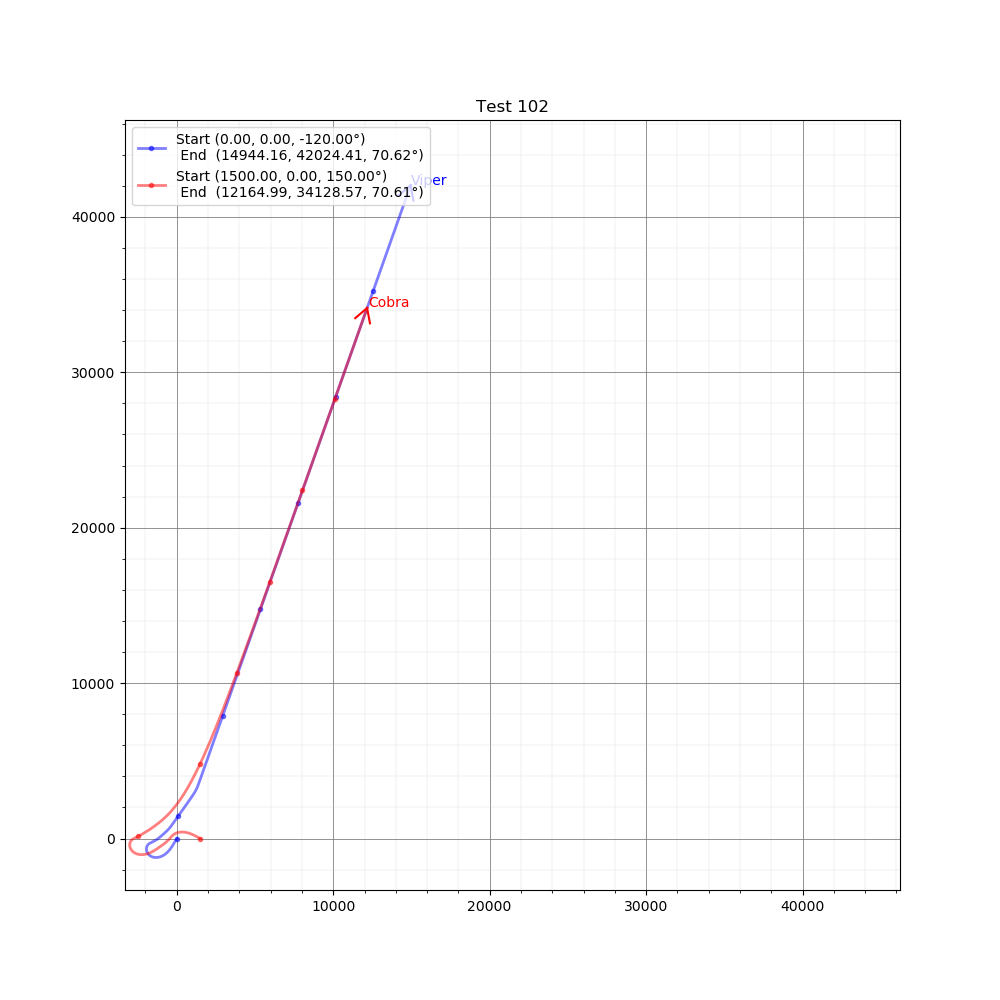 Test 102
Start (0.00, 0.00, -120.00°)
End (14944.16, 42024.41, 70.62°)
Start (1500.00, 0.00, 150.00°)
End (12164.99, 34128.57, 70.61°)
Viper
Cobra
40000
30000
20000
10000
0
0 10000 20000 30000 40000